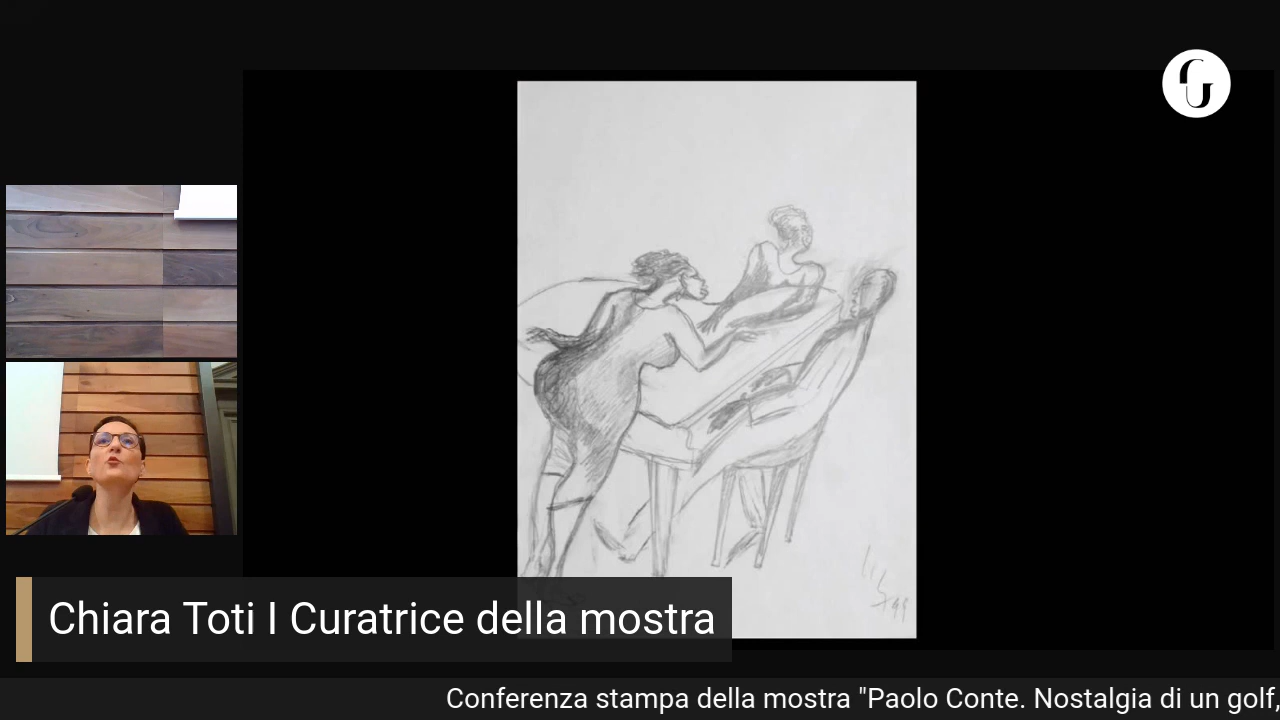 Chiara Toti I Curatrice della mostra
Conferenza stampa della mostra "Paolo Conte. Nostalgia di un golf,